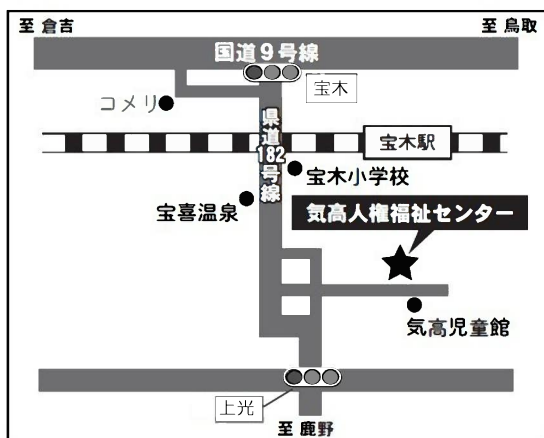 至 倉吉
至 鳥取
国道9号線
宝木
コメリ
県道182号線
宝木駅
宝木小学校
宝喜温泉
気高人権福祉センター
気高児童館
上光
至 鹿野